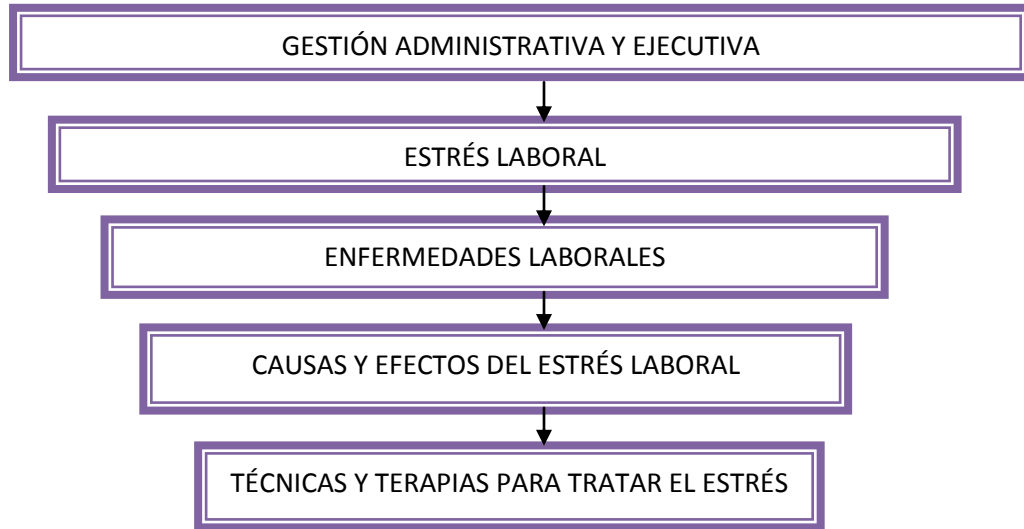 GESTIÓN ADMINISTRATIVA Y EJECUTIVA
ESTRÉS LABORAL
ENFERMEDADES LABORALES
CAUSAS Y EFECTOS DEL ESTRÉS LABORAL
TÉCNICAS Y TERAPIAS PARA TRATAR EL ESTRÉS